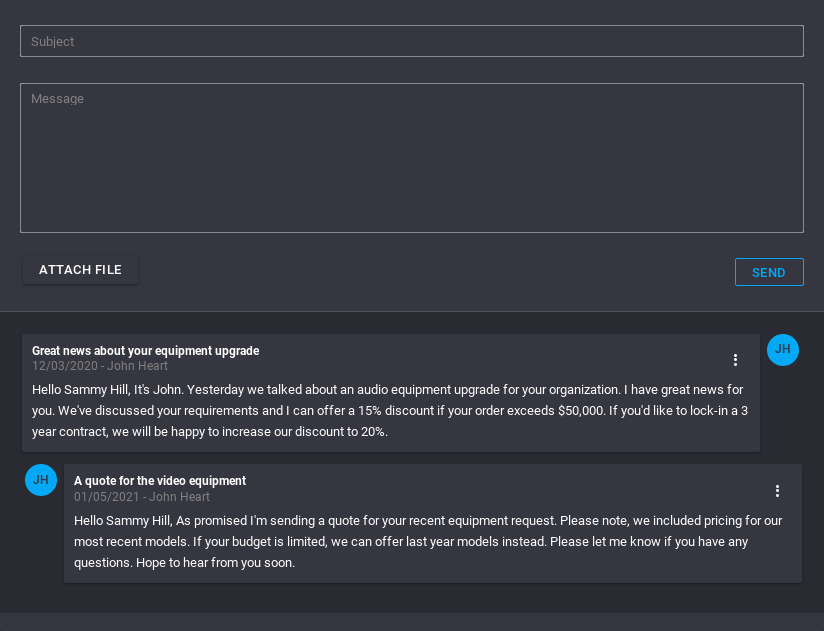 Subject
Message
ATTACH FILE
SEND
Great news about your equipment upgrade
12/03/2020 - John Heart
JH
Hello Sammy Hill, It's John. Yesterday we talked about an audio equipment upgrade for your organization. I have great news for
you. We've discussed your requirements and I can offer a 15% discount if your order exceeds $50,000. If you'd like to lock-in a 3
year contract, we will be happy to increase our discount to 20%.
JH
A quote for the video equipment
01/05/2021 - John Heart
Hello Sammy Hill, As promised I'm sending a quote for your recent equipment request. Please note, we included pricing for our
most recent models. If your budget is limited, we can offer last year models instead. Please let me know if you have any
questions. Hope to hear from you soon.